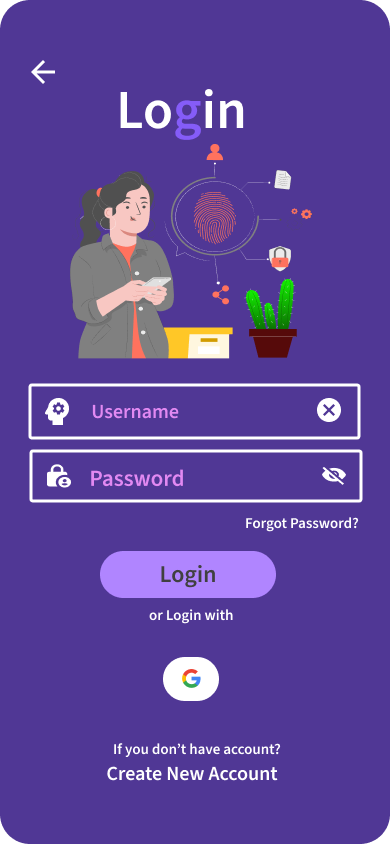 Login
Username
Password
Forgot Password?
Login
or Login with
G
If you don’t have account?
Create New Account